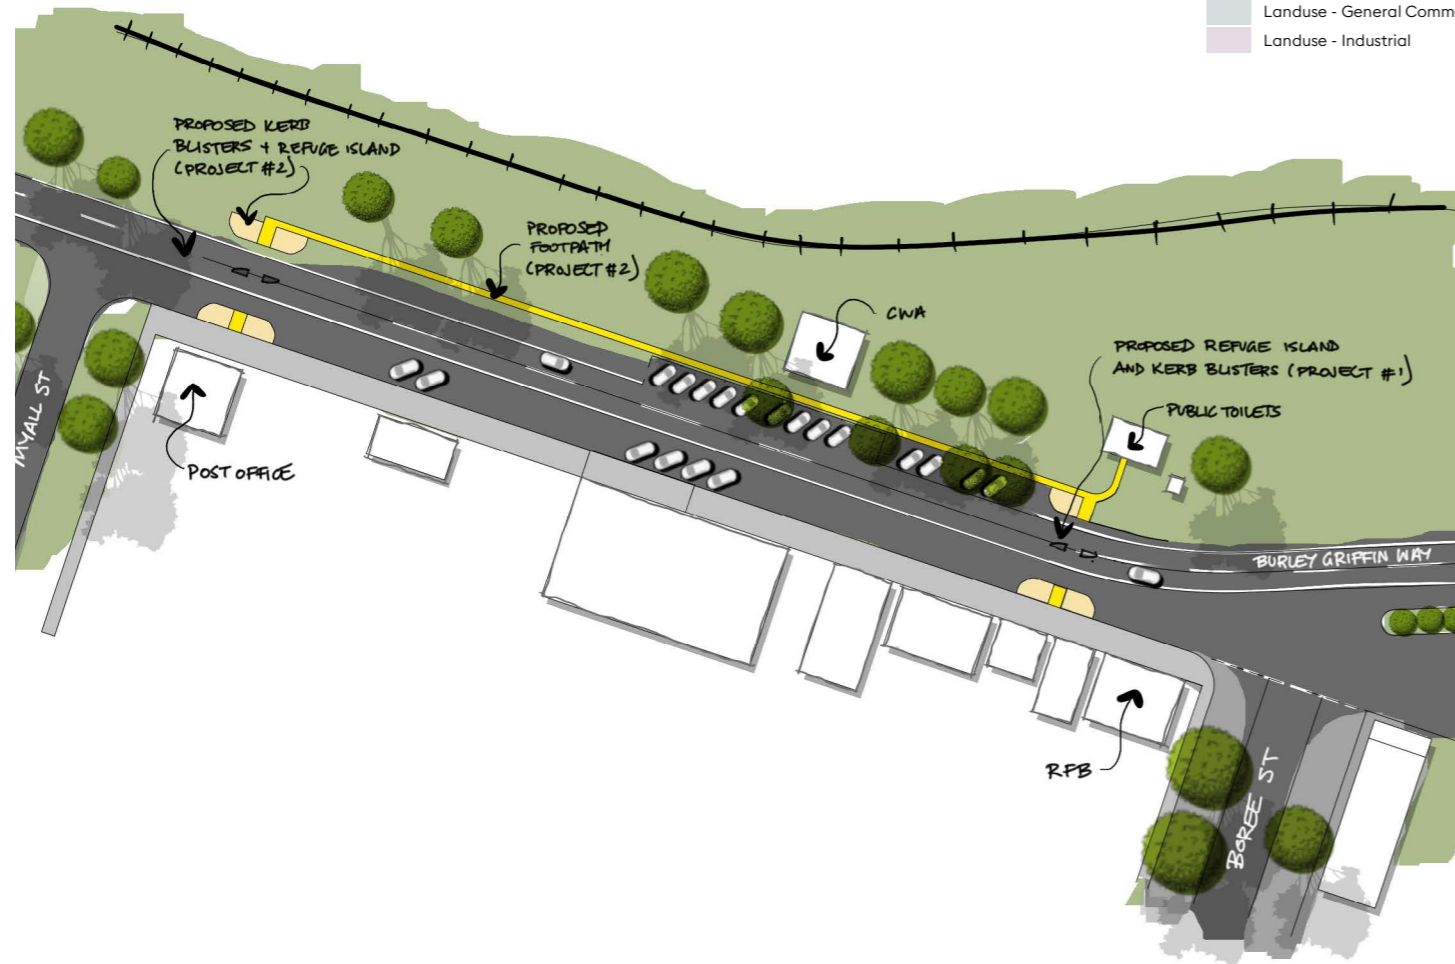 Landuse - General Comm
Landuse - Industrial
PROPOSED KERB
BLISTERS + REFUGE ISLAND
(PROJECT #2)
PROPOSED
FOOTPATH
(PROJECT #2)
CWA
PROPOSED REFUGE ISLAND
AND KERB BLISTERS (PROJECT #1)
PUBLIC TOILETS
MYALL ST
POST OFFICE
BURLEY GRIFFIN WAY
RFB
BOREE ST